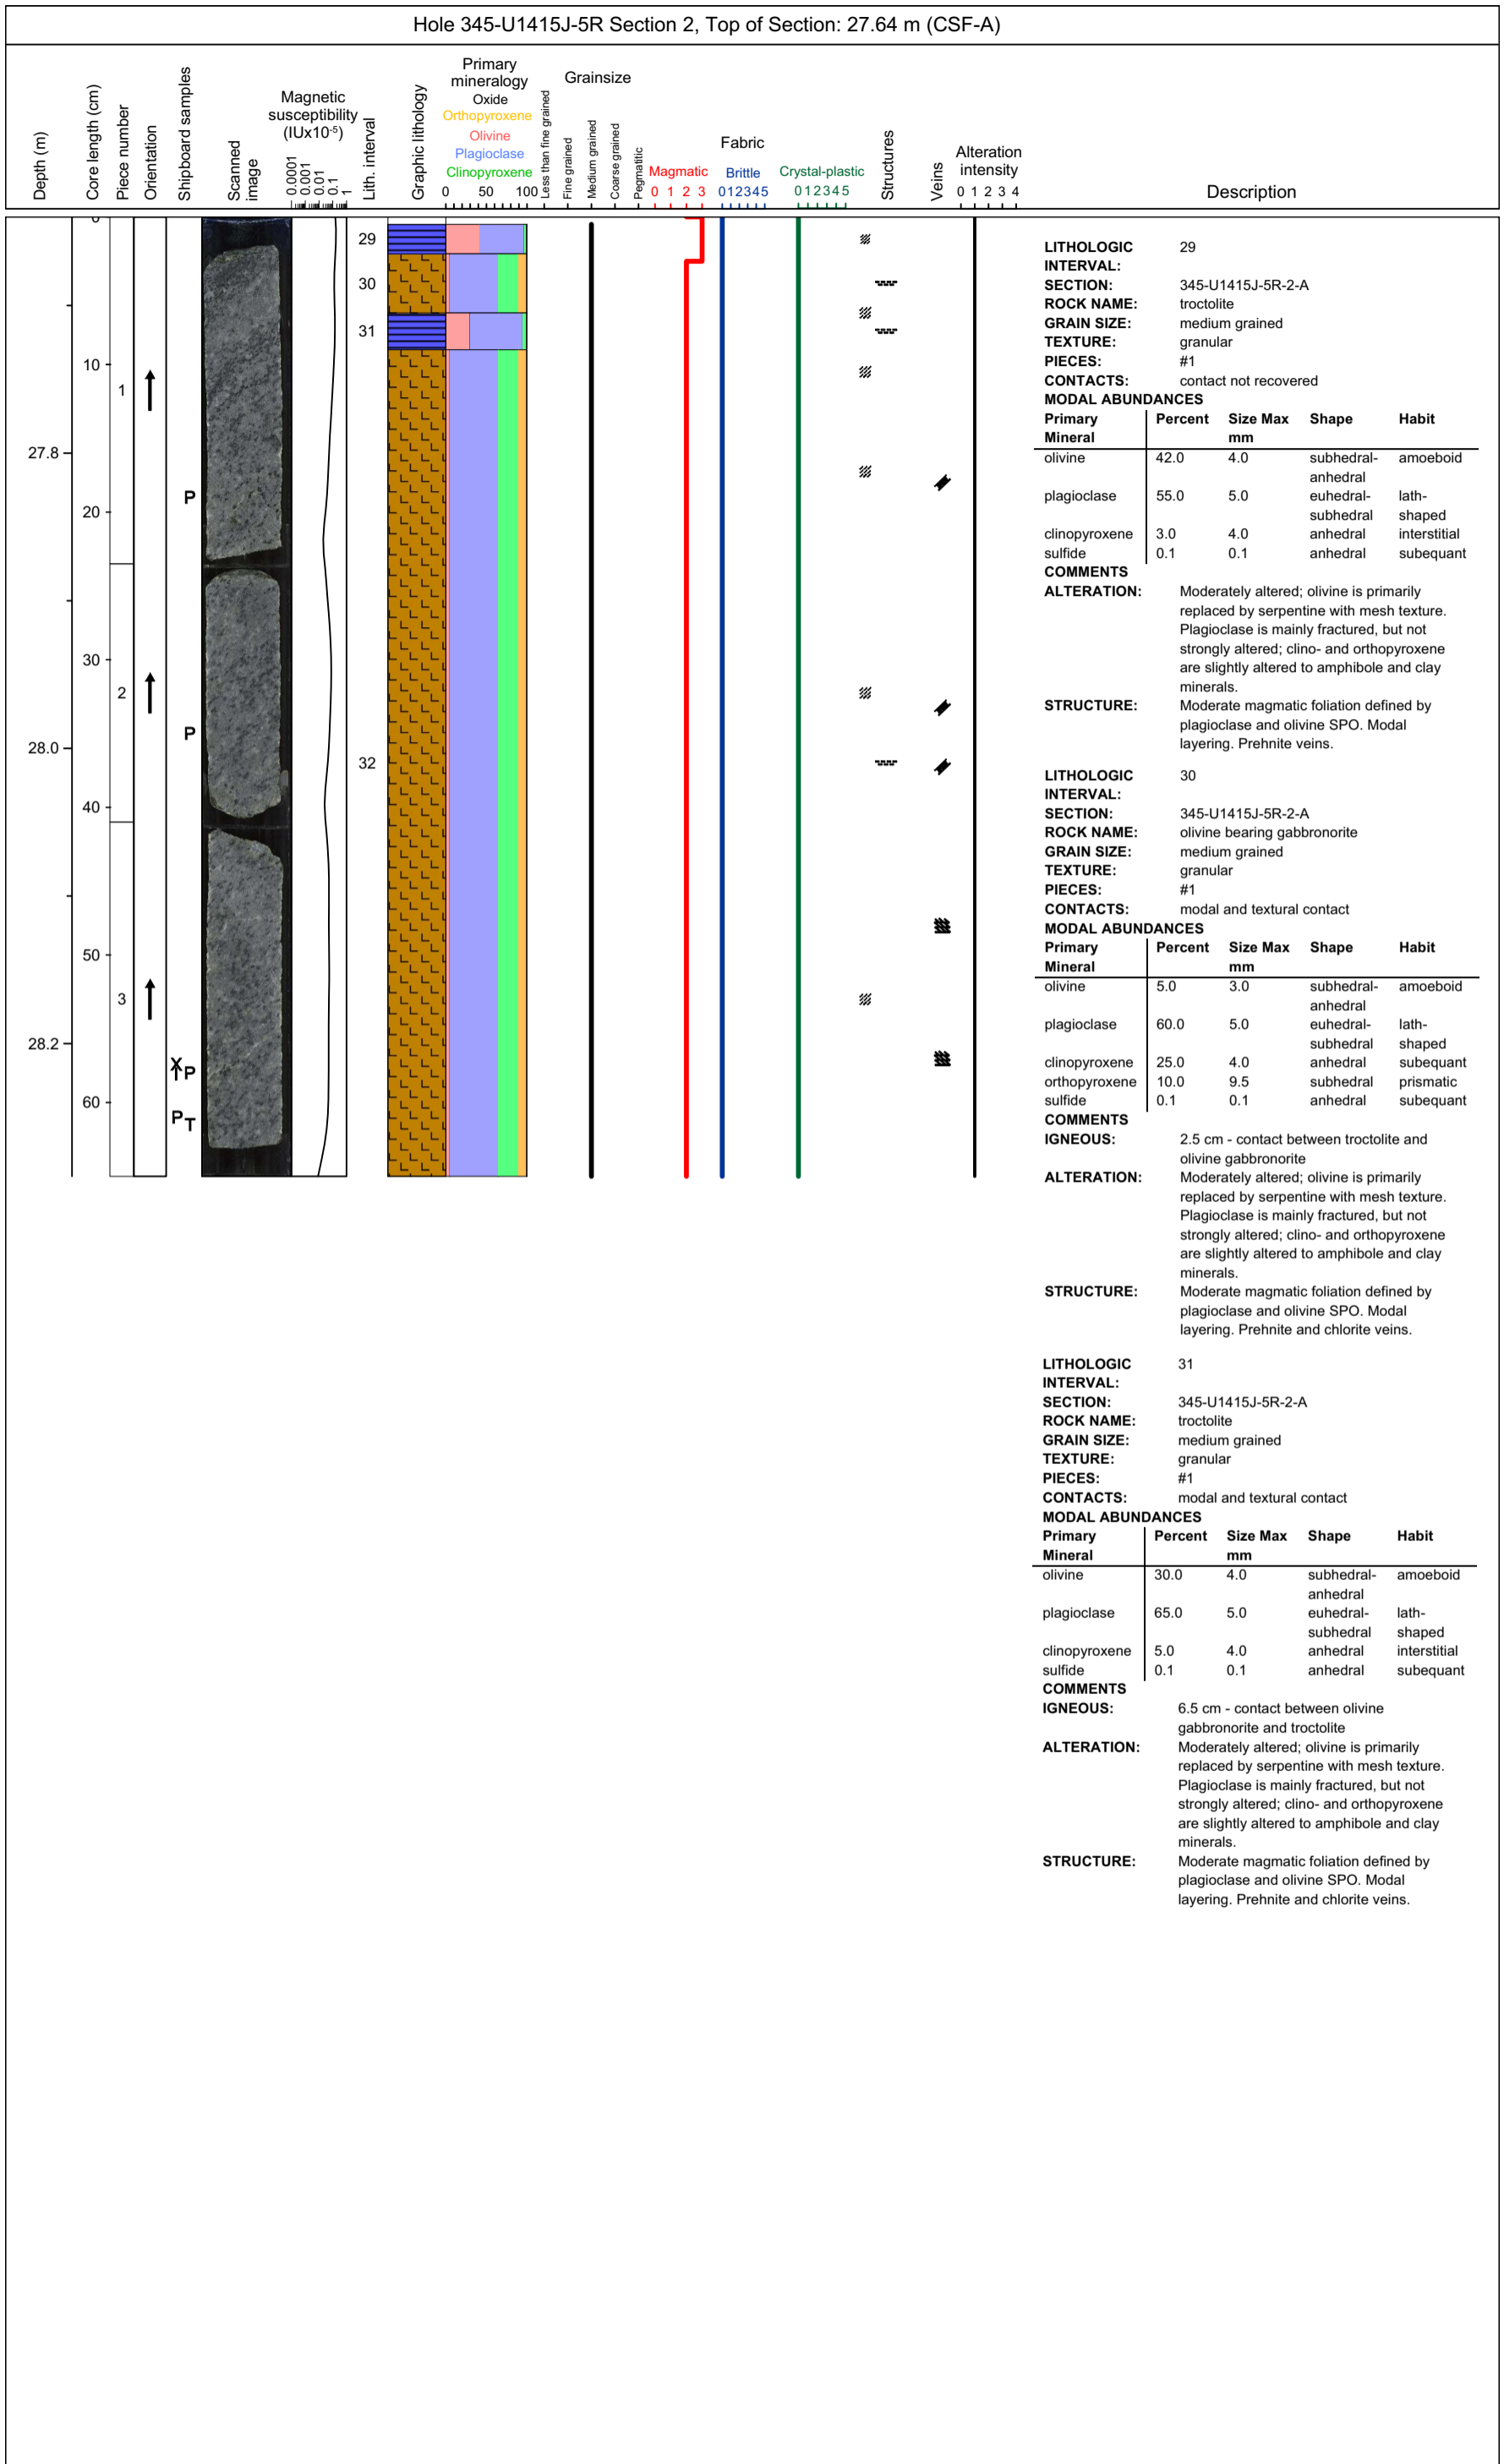 Hole 345-U1415J-5R Section 2, Top of Section: 27.64 m (CSF-A)
Depth (m)
Core length (cm)
Piece number
Orientation
Shipboard samples
Scanned
image
Magnetic
susceptibility
(IUx10-5)
0.0001
0.001
0.01
0.1
1
Lith. interval
Graphic lithology
Primary
mineralogy
Oxide
Orthopyroxene
Olivine
Plagioclase
Clinopyroxene
0 50 100
Grainsize
Less than fine grained
Fine grained
Medium grained
Coarse grained
Pegmatitic
Fabric
Magmatic
0 1 2 3
Brittle
0 1 2 3 4 5
Crystal-plastic
0 1 2 3 4 5
Structures
Veins
Alteration
intensity
0 1 2 3 4
Description
0
10
20
30
40
50
60
27.8
28.0
28.2
1
2
3
P
P
X P
P T
29
30
31
32
LITHOLOGIC 29
INTERVAL:
SECTION: 345-U1415J-5R-2-A
ROCK NAME: troctolite
GRAIN SIZE: medium grained
TEXTURE: granular
PIECES: #1
CONTACTS: contact not recovered
MODAL ABUNDANCES
Primary Percent Size Max Shape Habit
Mineral mm
olivine 42.0 4.0 subhedral- amoeboid
anhedral
plagioclase 55.0 5.0 euhedral- lath-
subhedral shaped
clinopyroxene 3.0 4.0 anhedral interstitial
sulfide 0.1 0.1 anhedral subequant
COMMENTS
ALTERATION: Moderately altered; olivine is primarily
replaced by serpentine with mesh texture.
Plagioclase is mainly fractured, but not
strongly altered; clino- and orthopyroxene
are slightly altered to amphibole and clay
minerals.
STRUCTURE: Moderate magmatic foliation defined by
plagioclase and olivine SPO. Modal
layering. Prehnite veins.
LITHOLOGIC 30
INTERVAL:
SECTION: 345-U1415J-5R-2-A
ROCK NAME: olivine bearing gabbronorite
GRAIN SIZE: medium grained
TEXTURE: granular
PIECES: #1
CONTACTS: modal and textural contact
MODAL ABUNDANCES
Primary Percent Size Max Shape Habit
Mineral mm
olivine 5.0 3.0 subhedral- amoeboid
anhedral
plagioclase 60.0 5.0 euhedral- lath-
subhedral shaped
clinopyroxene 25.0 4.0 anhedral subequant
orthopyroxene 10.0 9.5 subhedral prismatic
sulfide 0.1 0.1 anhedral subequant
COMMENTS
IGNEOUS: 2.5 cm - contact between troctolite and
olivine gabbronorite
ALTERATION: Moderately altered; olivine is primarily
replaced by serpentine with mesh texture.
Plagioclase is mainly fractured, but not
strongly altered; clino- and orthopyroxene
are slightly altered to amphibole and clay
minerals.
STRUCTURE: Moderate magmatic foliation defined by
plagioclase and olivine SPO. Modal
layering. Prehnite and chlorite veins.
LITHOLOGIC 31
INTERVAL:
SECTION: 345-U1415J-5R-2-A
ROCK NAME: troctolite
GRAIN SIZE: medium grained
TEXTURE: granular
PIECES: #1
CONTACTS: modal and textural contact
MODAL ABUNDANCES
Primary Percent Size Max Shape Habit
Mineral mm
olivine 30.0 4.0 subhedral- amoeboid
anhedral
plagioclase 65.0 5.0 euhedral- lath-
subhedral shaped
clinopyroxene 5.0 4.0 anhedral interstitial
sulfide 0.1 0.1 anhedral subequant
COMMENTS
IGNEOUS: 6.5 cm - contact between olivine
gabbronorite and troctolite
ALTERATION: Moderately altered; olivine is primarily
replaced by serpentine with mesh texture.
Plagioclase is mainly fractured, but not
strongly altered; clino- and orthopyroxene
are slightly altered to amphibole and clay
minerals.
STRUCTURE: Moderate magmatic foliation defined by
plagioclase and olivine SPO. Modal
layering. Prehnite and chlorite veins.